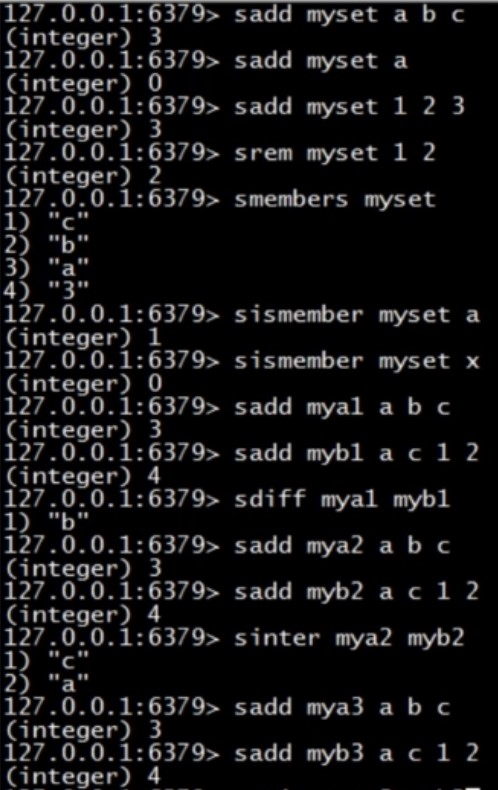 127.0.0.1:6379> sadd myset a b c
(integer) 3
127.0.0.1:6379> sadd myset a
(integer) 0
127.0.0.1:6379> sadd myset 1 2 3
(integer) 3
127.0.0.1:6379> srem myset 1 2
(integer) 2
127.0.0.1:6379> smembers myset
1) "c"
2) "b"
3) "a"
4) "3"
127.0.0.1:6379> sismember myset a
(integer) 1
127.0.0.1:6379> sismember myset x
(integer) 0
127.0.0.1:6379> sadd mya1 a b c
(integer) 3
127.0.0.1:6379> sadd myb1 a c 1 2
(integer) 4
127.0.0.1:6379> sdiff mya1 myb1
1) "b"
127.0.0.1:6379> sadd mya2 a b c
(integer) 3
127.0.0.1:6379> sadd myb2 a c 1 2
(integer) 4
127.0.0.1:6379> sinter mya2 myb2
1) "c"
2) "a"
127.0.0.1:6379> sadd mya3 a b c
(integer) 3
127.0.0.1:6379> sadd myb3 a c 1 2
(integer) 4